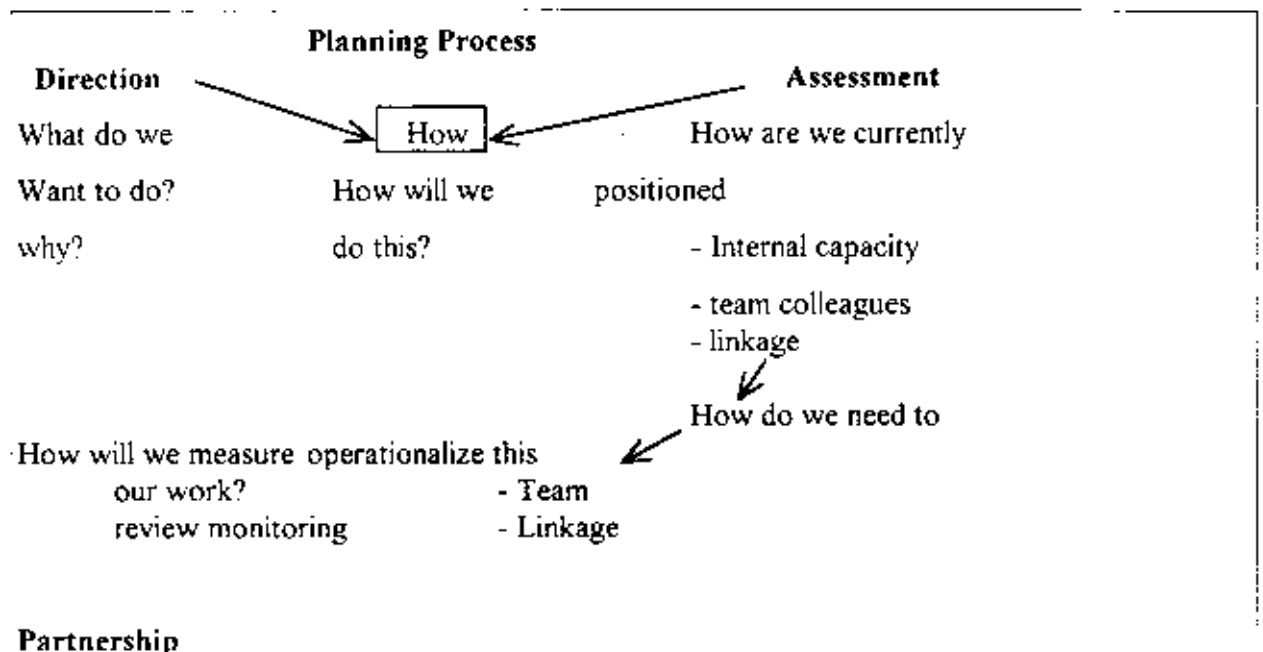 Planning Process
Direction Assessment
What do we How How are we currently
Want to do? How will we positioned
why? do this? - Internal capacity
- team colleagues
- linkage
How do we need to
How will we measure operationalize this
our work? - Team
review monitoring - Linkage
Partnership